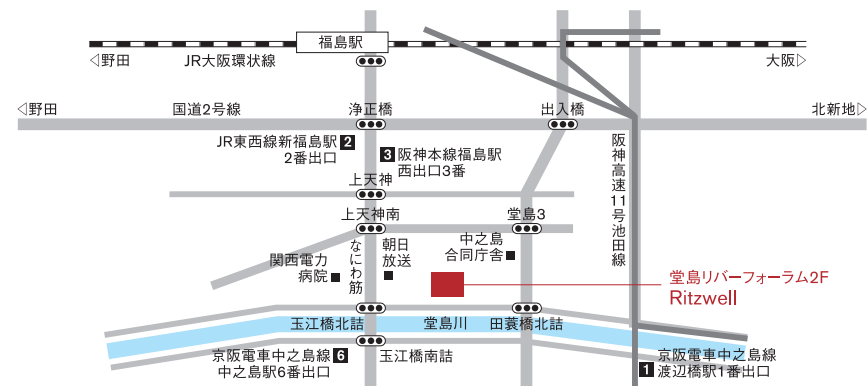 福島駅
◁野田
JR大阪環状線
大阪▷
◁野田
国道2号線
浄正橋
出入橋
北新地▷
JR東西線新福島駅 2
2番出口
3 阪神本線福島駅
西出口3番
阪神高速11号池田線
上天神
上天神南
堂島3
なにわ筋
朝日
放送
中之島
合同庁舎
関西電力
病院
堂島リバーフォーラム2F
Ritzwell
玉江橋北詰
堂島川
田蓑橋北詰
京阪電車中之島線 6
中之島駅6番出口
玉江橋南詰
1 京阪電車中之島線
渡辺橋駅1番出口